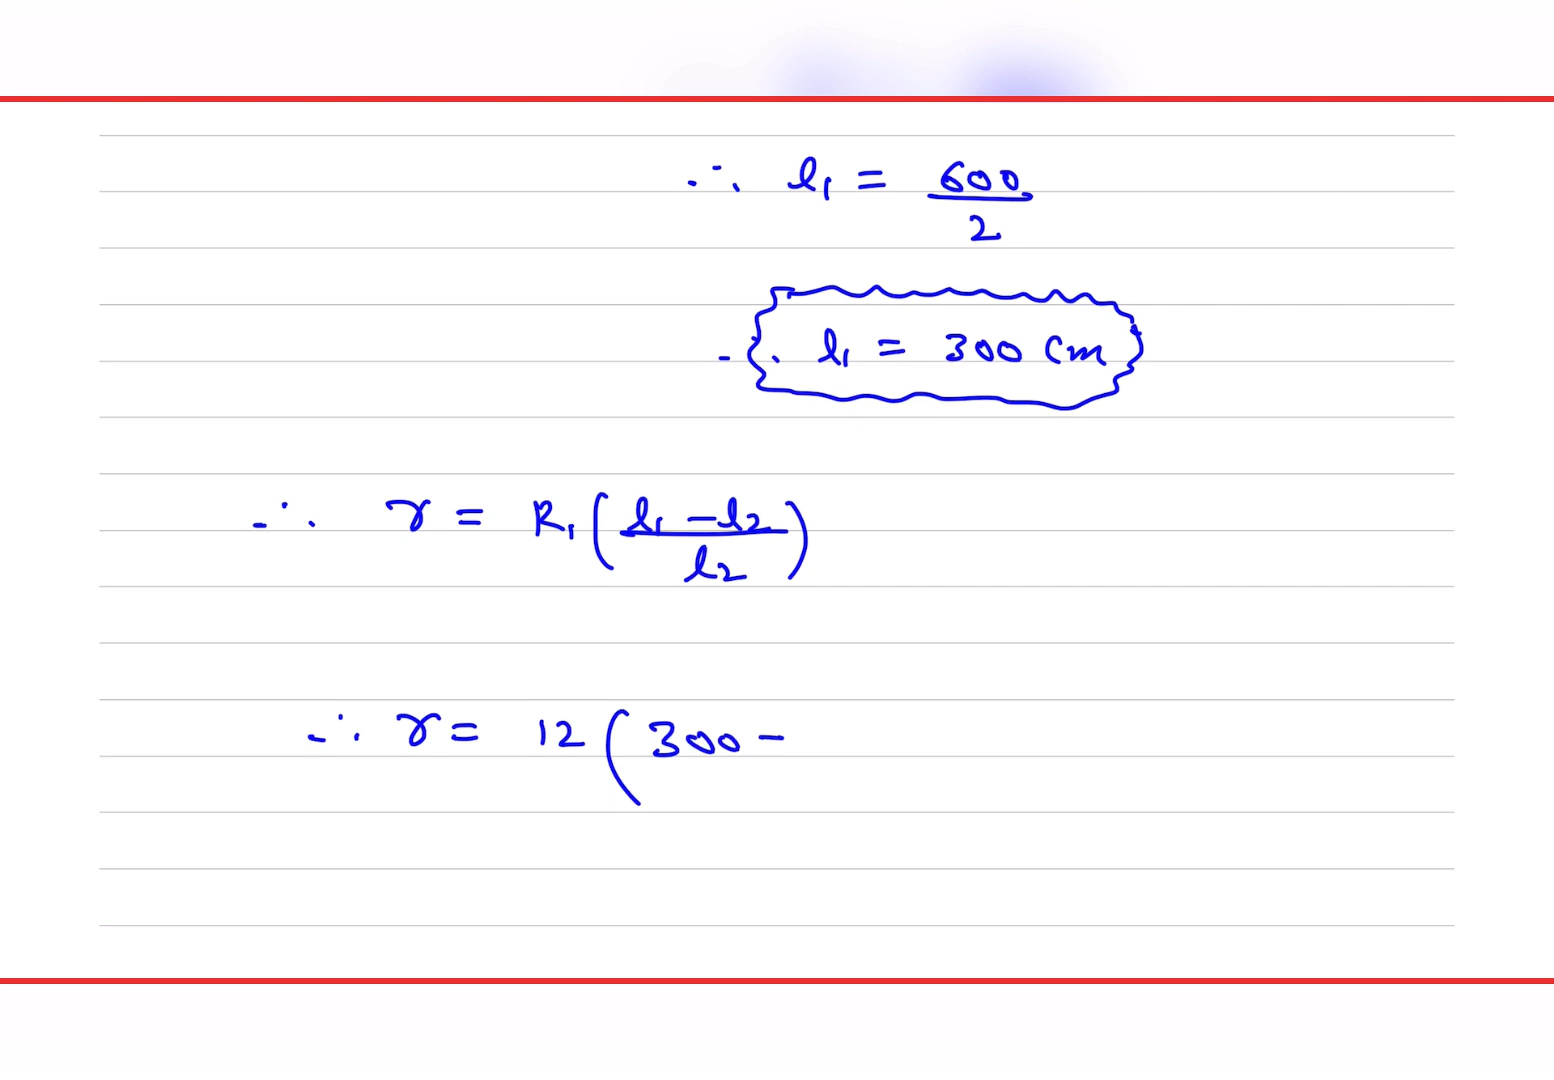 ∴ l₁ = 600/2
∴ l₁ = 300 cm
∴ r = R₁ ( l₁ - l₂ / l₂ )
∴ r = 12 ( 300 -